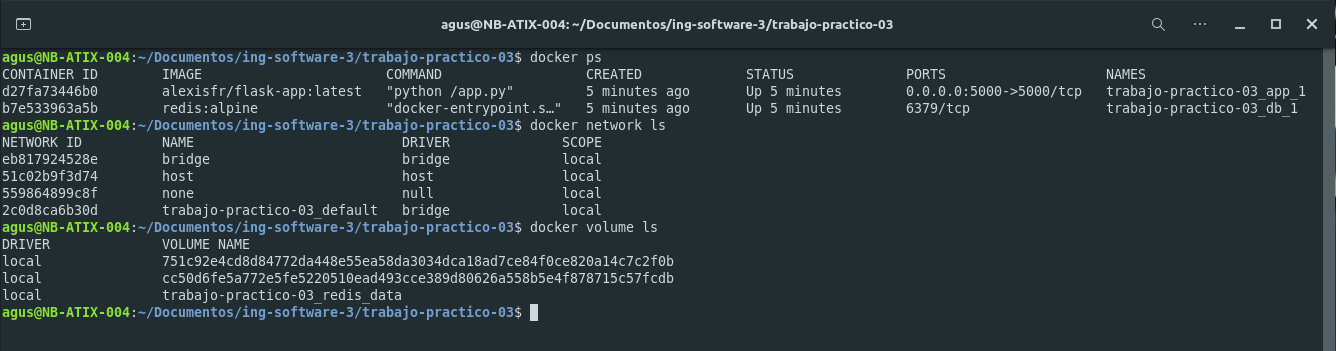 agus@NB-ATIX-004: ~/Documentos/ing-software-3/trabajo-practico-03
agus@NB-ATIX-004:~/Documentos/ing-software-3/trabajo-practico-03$ docker ps
CONTAINER ID        IMAGE                       COMMAND                  CREATED             STATUS              PORTS                    NAMES
d27fa73446b0        alexisfr/flask-app:latest   "python /app.py"         5 minutes ago       Up 5 minutes        0.0.0.0:5000->5000/tcp   trabajo-practico-03_app_1
b7e533963a5b        redis:alpine                "docker-entrypoint.s…"   5 minutes ago       Up 5 minutes        6379/tcp                 trabajo-practico-03_db_1
agus@NB-ATIX-004:~/Documentos/ing-software-3/trabajo-practico-03$ docker network ls
NETWORK ID          NAME                          DRIVER              SCOPE
eb817924528e        bridge                        bridge              local
51c02b9f3d74        host                          host                local
559864899c8f        none                          null                local
2c0d8ca6b30d        trabajo-practico-03_default   bridge              local
agus@NB-ATIX-004:~/Documentos/ing-software-3/trabajo-practico-03$ docker volume ls
DRIVER              VOLUME NAME
local               751c92e4cd8d84772da448e55ea58da3034dca18ad7ce84f0ce820a14c7c2f0b
local               cc50d6fe5a772e5fe5220510ead493cce389d80626a558b5e4f878715c57fcdb
local               trabajo-practico-03_redis_data
agus@NB-ATIX-004:~/Documentos/ing-software-3/trabajo-practico-03$